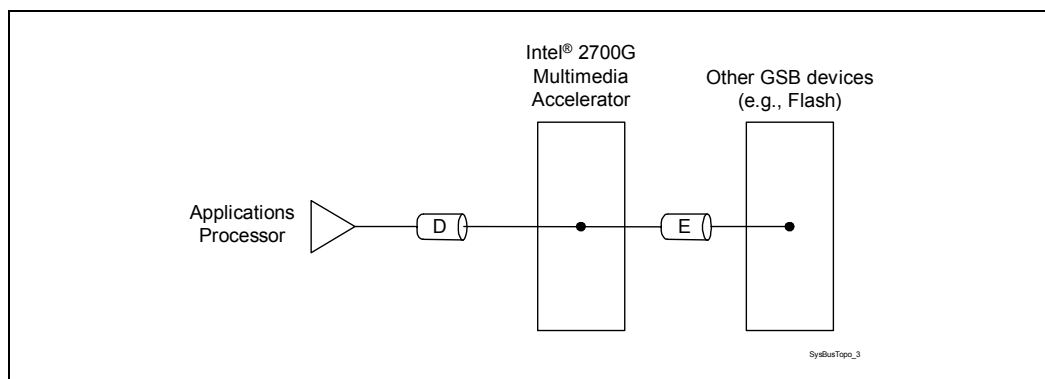 Intel® 2700G
Multimedia
Accelerator
Other GSB devices
(e.g., Flash)
Applications
Processor
D
E
SysBusTopo_3